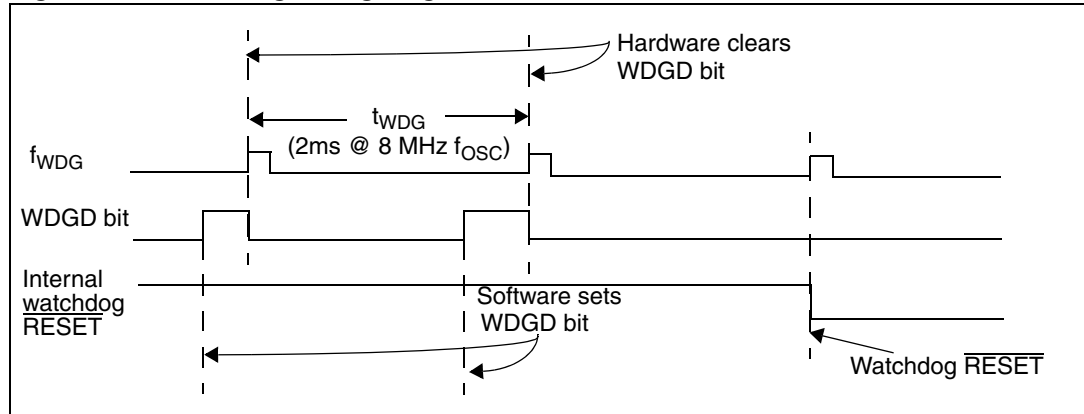 Hardware clears
WDGD bit
tWDG
(2ms @ 8 MHz fOSC)
fWDG
WDGD bit
Internal
watchdog
RESET
Software sets
WDGD bit
Watchdog RESET